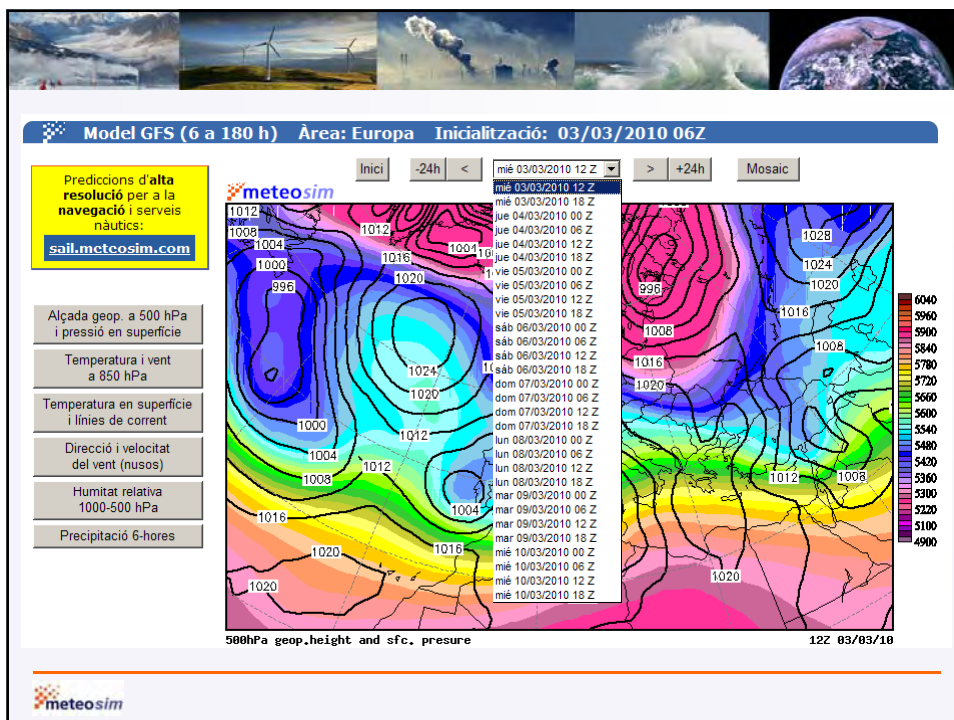 Model GFS (6 a 180 h) Àrea: Europa Inicialització: 03/03/2010 06Z
Prediccions d'alta
resolució per a la
navegació i serveis
nàutics:
sail.meteosim.com
Inici -24h < mié 03/03/2010 12 Z > +24h Mosaic
meteosim
mié 03/03/2010 12 Z
mié 03/03/2010 18 Z
jue 04/03/2010 00 Z
jue 04/03/2010 06 Z
jue 04/03/2010 12 Z
jue 04/03/2010 18 Z
vie 05/03/2010 00 Z
vie 05/03/2010 06 Z
vie 05/03/2010 12 Z
vie 05/03/2010 18 Z
sáb 06/03/2010 00 Z
sáb 06/03/2010 06 Z
sáb 06/03/2010 12 Z
sáb 06/03/2010 18 Z
dom 07/03/2010 00 Z
dom 07/03/2010 06 Z
dom 07/03/2010 12 Z
dom 07/03/2010 18 Z
lun 08/03/2010 00 Z
lun 08/03/2010 06 Z
lun 08/03/2010 12 Z
lun 08/03/2010 18 Z
mar 09/03/2010 00 Z
mar 09/03/2010 06 Z
mar 09/03/2010 12 Z
mar 09/03/2010 18 Z
mié 10/03/2010 00 Z
mié 10/03/2010 06 Z
mié 10/03/2010 12 Z
mié 10/03/2010 18 Z
Alçada geop. a 500 hPa
i pressió en superfície
Temperatura i vent
a 850 hPa
Temperatura en superfície
i línies de corrent
Direcció i velocitat
del vent (nusos)
Humitat relativa
1000-500 hPa
Precipitació 6-hores
1012
1008
1004
1000
996
1012
1016
1020
1004
1024
1020
1012
1000
1004
1008
1012
1016
1004
1016
1020
1020
996
1008
1016
1020
1028
1024
1020
1016
1008
1012
1008
1020
6040
5960
5900
5840
5780
5720
5660
5600
5540
5480
5420
5360
5300
5220
5100
4900
500hPa geop.height and sfc. presure
12Z 03/03/10
meteosim